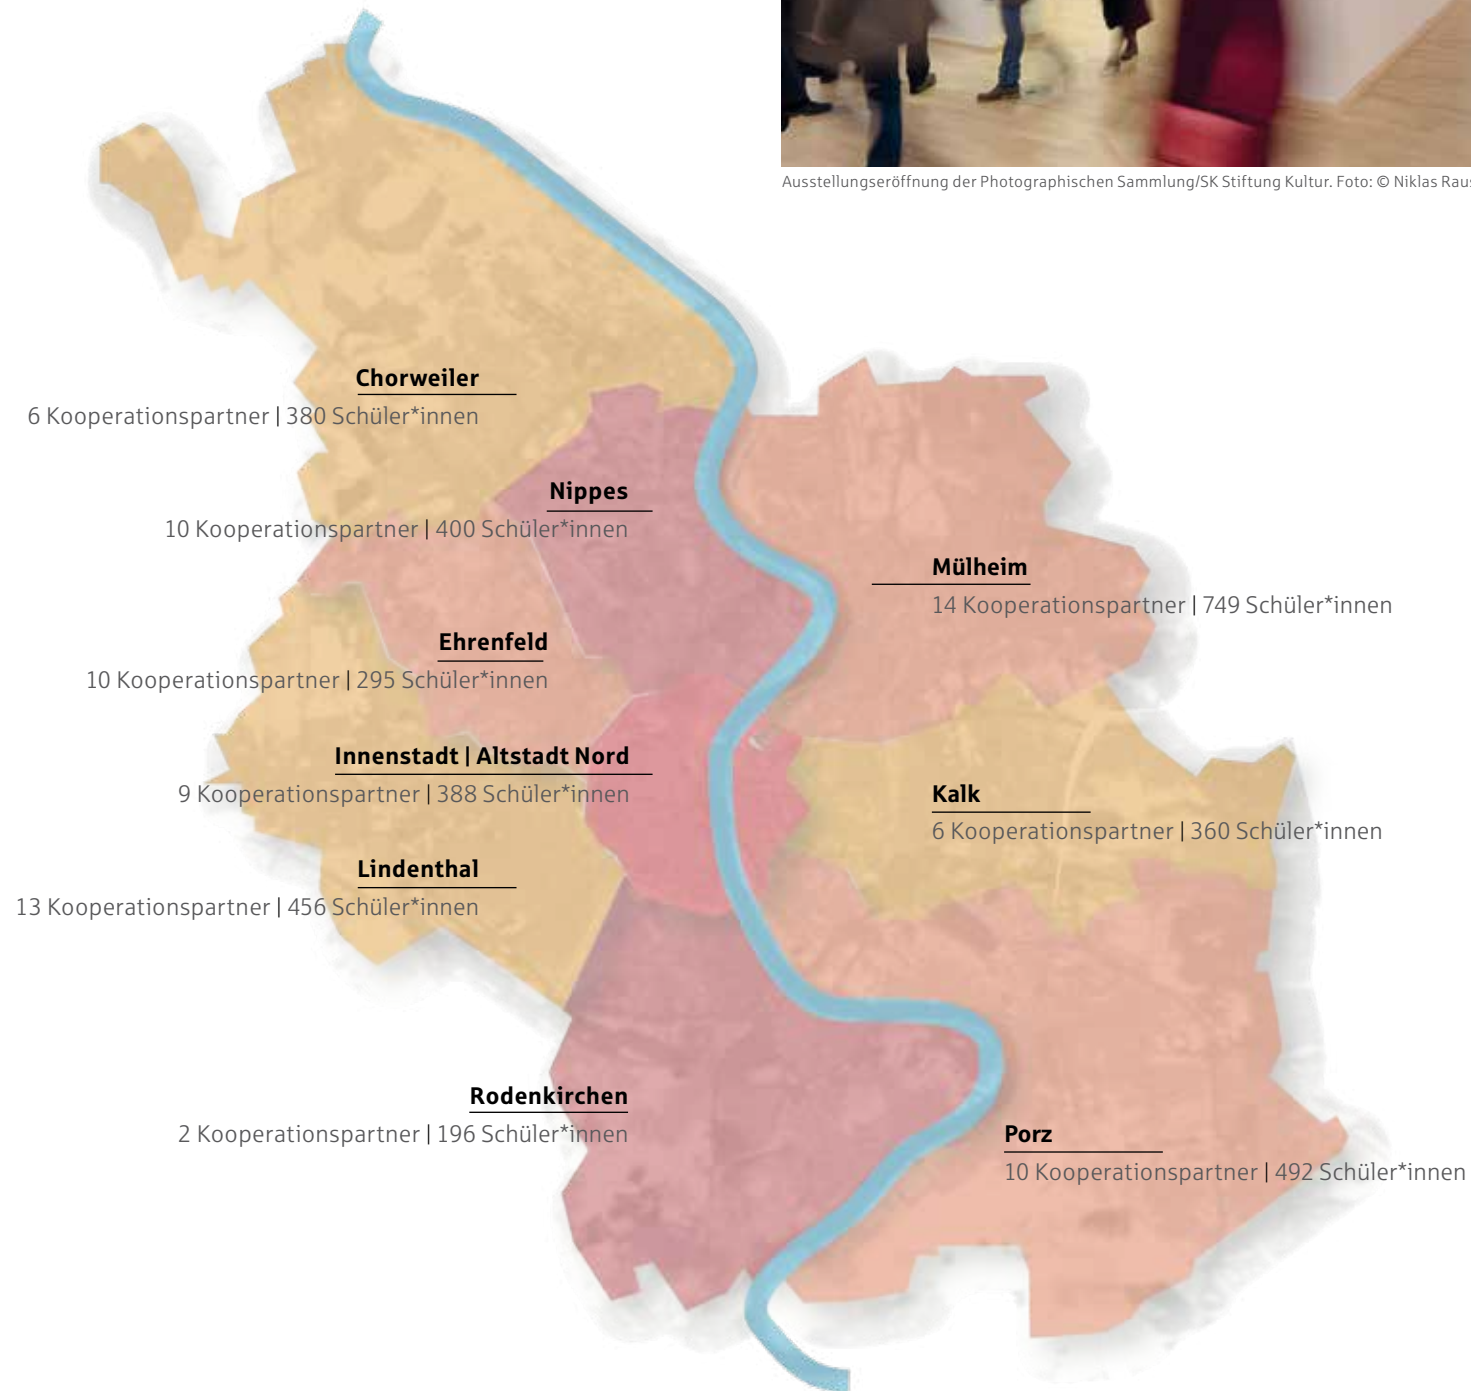 Ausstellungseröffnung der Photographischen Sammlung/SK Stiftung Kultur. Foto: © Niklas
Chorweiler
6 Kooperationspartner | 380 Schüler*innen
Nippes
10 Kooperationspartner | 400 Schüler*innen
Mülheim
14 Kooperationspartner | 749 Schüler*innen
Ehrenfeld
10 Kooperationspartner | 295 Schüler*innen
Innenstadt | Altstadt Nord
9 Kooperationspartner | 388 Schüler*innen
Kalk
6 Kooperationspartner | 360 Schüler*innen
Lindenthal
13 Kooperationspartner | 456 Schüler*innen
Rodenkirchen
2 Kooperationspartner | 196 Schüler*innen
Porz
10 Kooperationspartner | 492 Schüler*innen